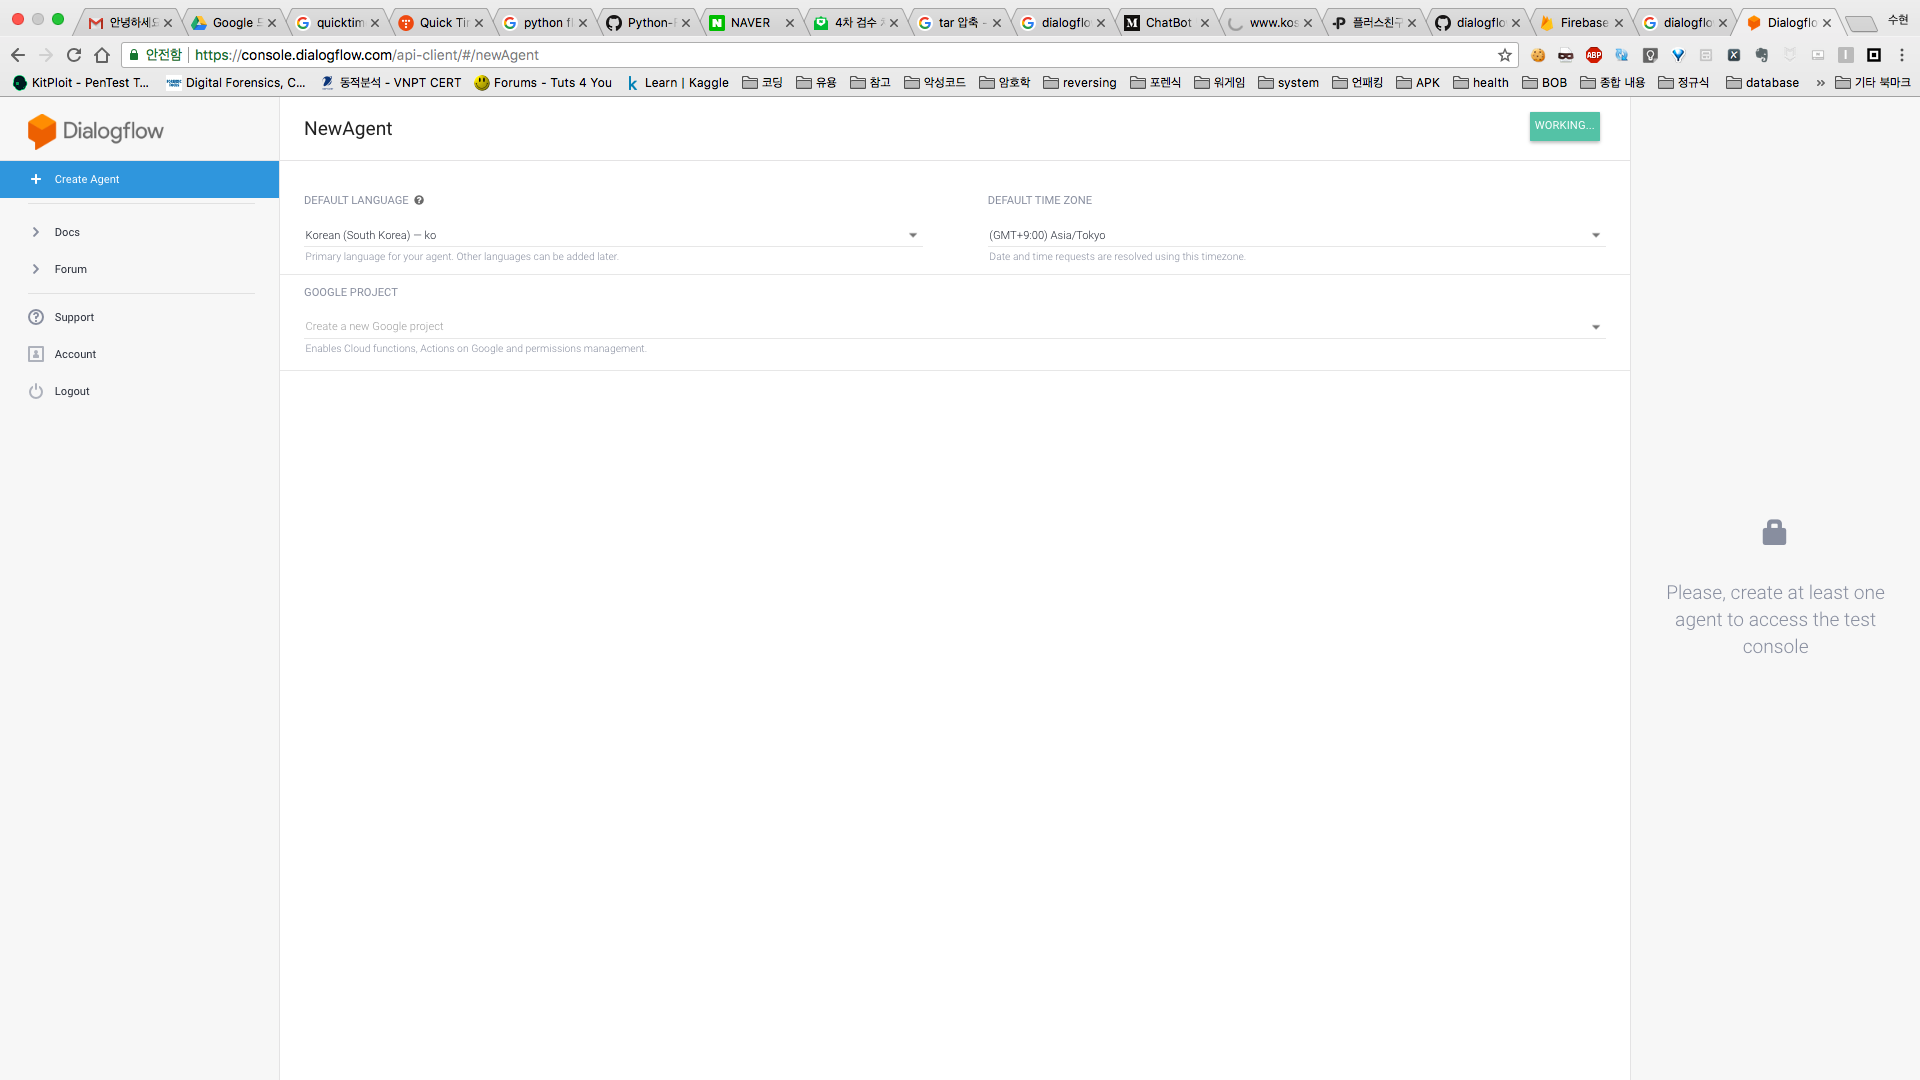 안녕하세요
Google 드
quicktim
Quick Tin
python fl
Python-F
NAVER
4차 검수
tar 압축 -
dialogflo
ChatBot
www.kos
플러스친구
dialogflo
Firebase
dialogflo
Dialogflo
수현
안전함
https://console.dialogflow.com/api-client/#/newAgent
KitPloit - PenTest T...
Digital Forensics, C...
동적분석 - VNPT CERT
Forums - Tuts 4 You
Learn | Kaggle
코딩
유용
참고
악성코드
암호학
reversing
포렌식
워게임
system
언패킹
APK
health
BOB
종합 내용
정규식
database
»
기타 북마크
Dialogflow
NewAgent
WORKING...
Create Agent
Docs
Forum
Support
Account
Logout
DEFAULT LANGUAGE
Korean (South Korea) — ko
Primary language for your agent. Other languages can be added later.
DEFAULT TIME ZONE
(GMT+9:00) Asia/Tokyo
Date and time requests are resolved using this timezone.
GOOGLE PROJECT
Create a new Google project
Enables Cloud functions, Actions on Google and permissions management.
Please, create at least one
agent to access the test
console